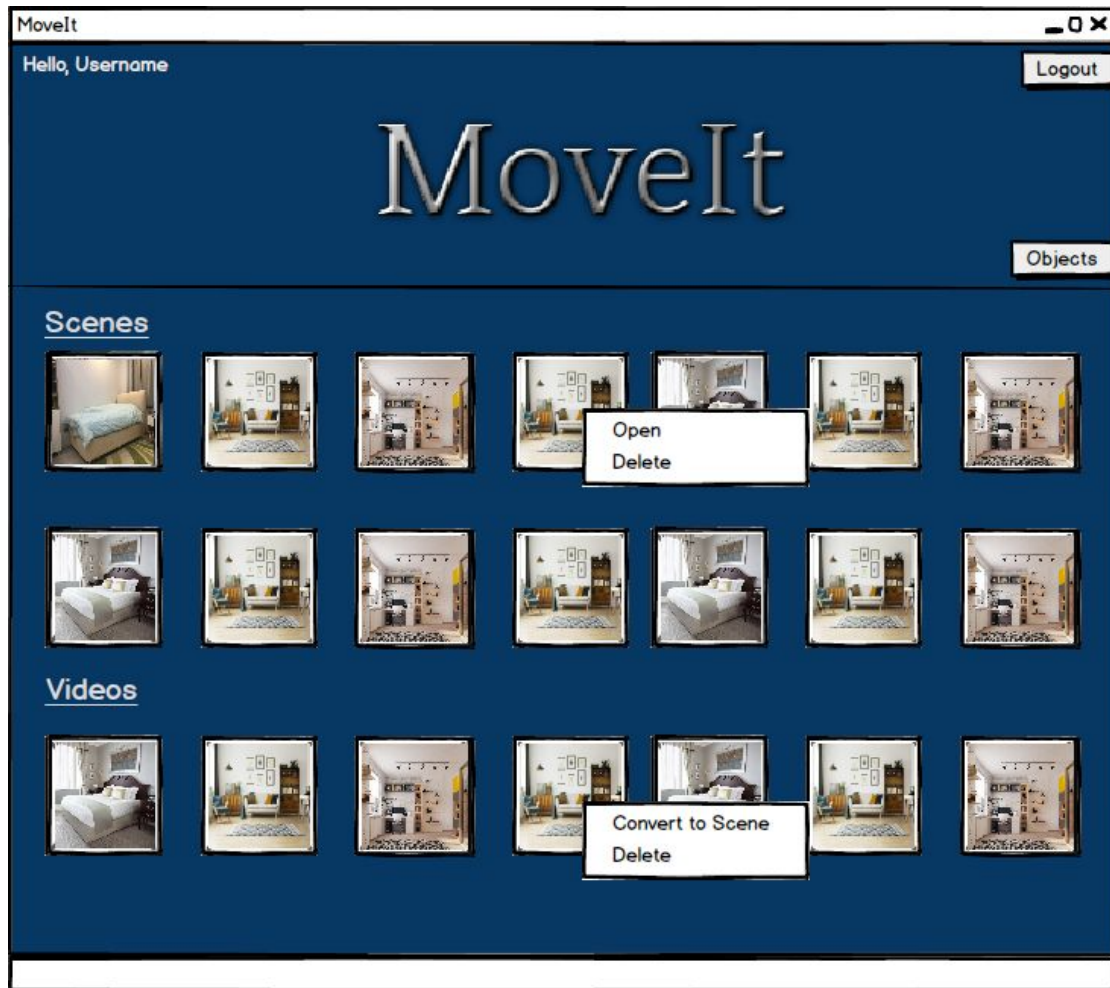 MoveIt
Hello, Username
Logout
MoveIt
Objects
Scenes
Open
Delete
Videos
Convert to Scene
Delete